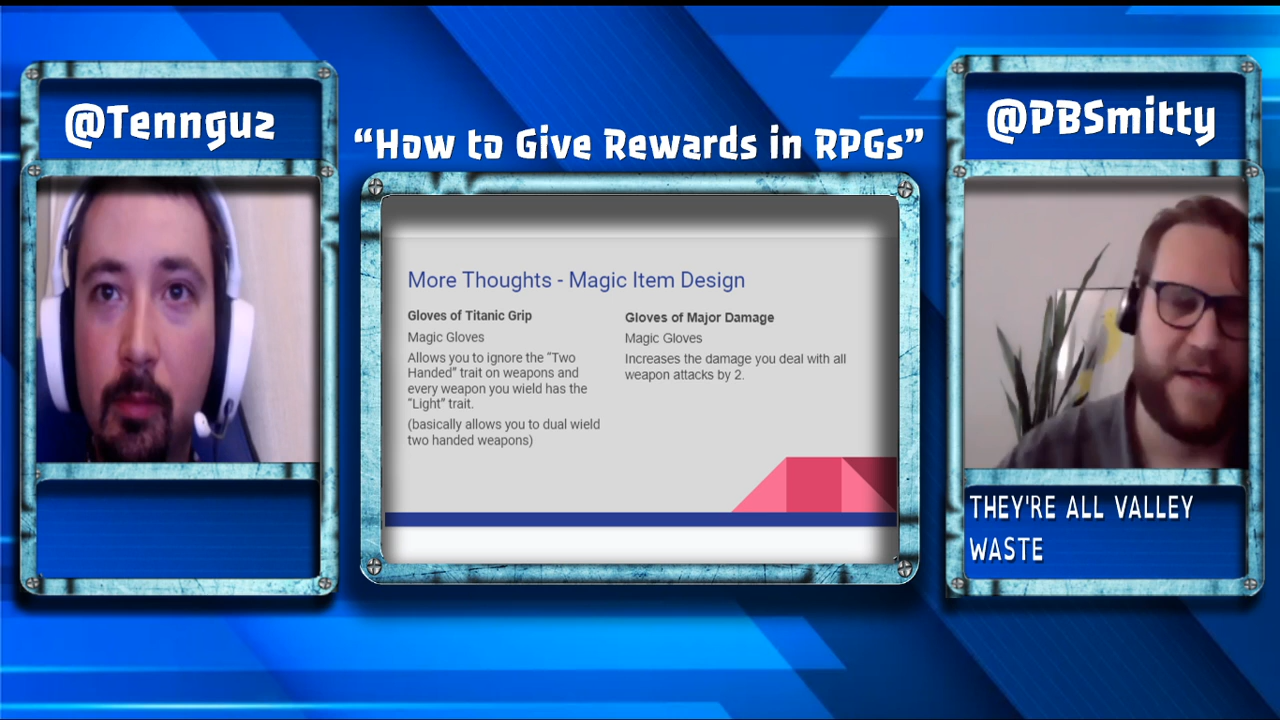 @Tennguz
“How to Give Rewards in RPGs”
@PBSmitty
More Thoughts - Magic Item Design
Gloves of Titanic Grip
Magic Gloves
Allows you to ignore the “Two
Handed” trait on weapons and
every weapon you wield has the
“Light” trait.
(basically allows you to dual wield
two handed weapons)
Gloves of Major Damage
Magic Gloves
Increases the damage you deal with all
weapon attacks by 2.
THEY'RE ALL VALLEY
WASTE